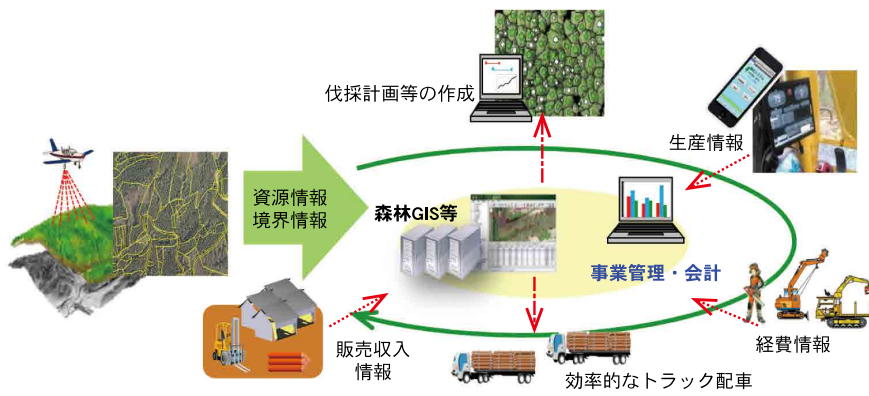 伐採計画等の作成
生産情報
資源情報
境界情報
森林GIS等
事業管理・会計
販売収入
情報
経費情報
効率的なトラック配車